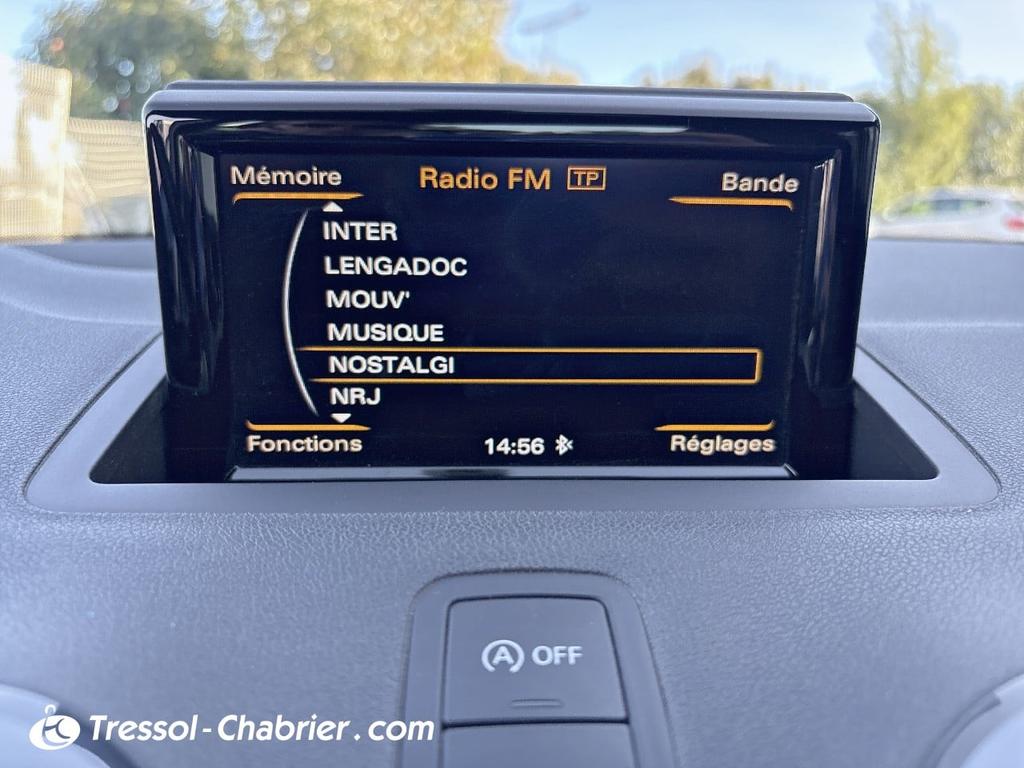 Mémoire Radio FM TP Bande
INTER
LENGADOC
MOUV'
MUSIQUE
NOSTALGI
NRJ
Fonctions 14:56 Réglages
A OFF
Tressol-Chabrier.com